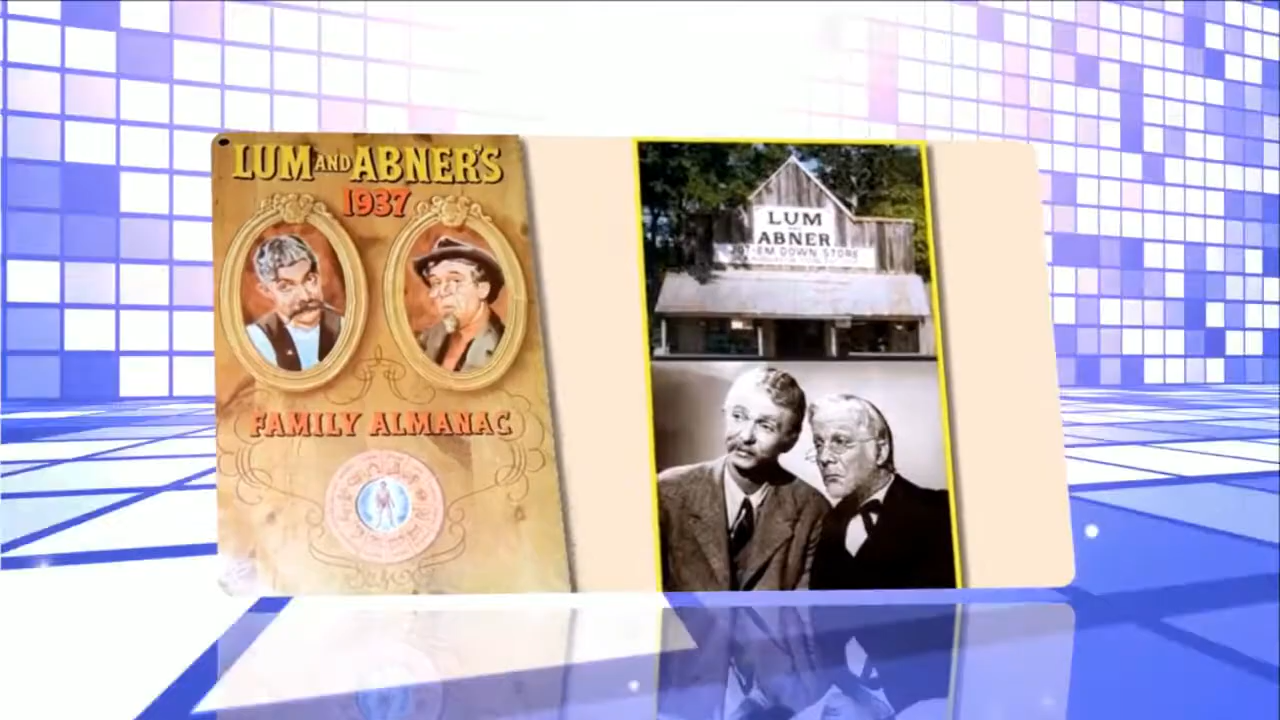 LUM AND ABNER'S
1937
FAMILY ALMANAC
LUM
ABNER
JOT-EM DOWN STORE